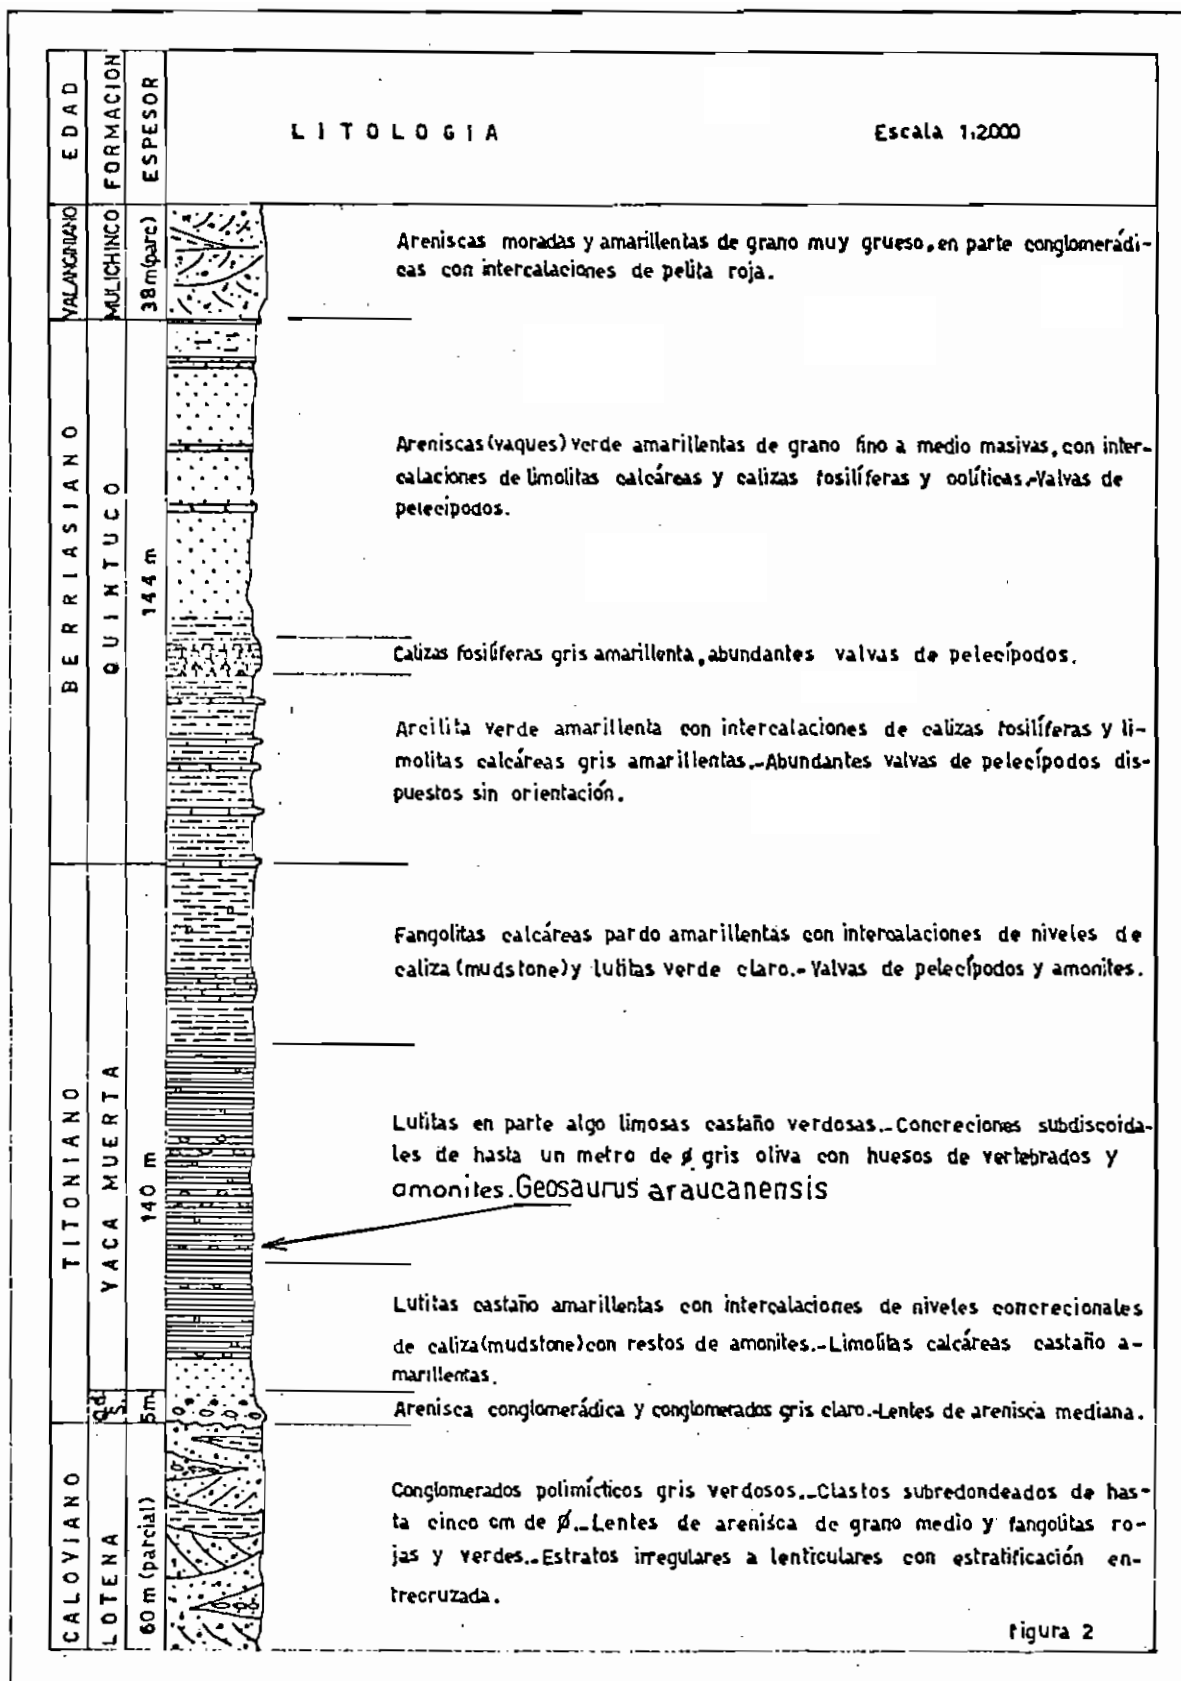 EDAD
FORMACION
ESPESOR
LITOLOGIA
Escala 1:2000
VALANGINIANO
MULICHINCO
38m(parc)
Areniscas moradas y amarillentas de grano muy grueso, en parte conglomerádi-
cas con intercalaciones de pelita roja.
BERRIASIANO
QUINTUCO
144 m
Areniscas (vaques) verde amarillentas de grano fino a medio masivas, con inter-
calaciones de limolitas calcáreas y calizas fosilíferas y oolíticas.-Valvas de
pelecípodos.
Calizas fosilíferas gris amarillenta, abundantes valvas de pelecípodos.
Arcilita verde amarillenta con intercalaciones de calizas fosilíferas y li-
molitas calcáreas gris amarillentas.-Abundantes valvas de pelecípodos dis-
puestos sin orientación.
TITONIANO
VACA MUERTA
140 m
Fangolitas calcáreas pardo amarillentas con intercalaciones de niveles de
caliza (mudstone) y lutitas verde claro.-Valvas de pelecípodos y amonites.
Lutitas en parte algo limosas castaño verdosas.-Concreciones subdiscoida-
les de hasta un metro de ø gris oliva con huesos de vertebrados y
amonites. Geosaurus araucanensis
Lutitas castaño amarillentas con intercalaciones de niveles concrecionales
de caliza (mudstone) con restos de amonites.-Limolitas calcáreas castaño a-
marillentas.
5m
Arenisca conglomerádica y conglomerados gris claro.-Lentes de arenisca mediana.
CALOVIANO
LOTENA
60 m (parcial)
Conglomerados polimícticos gris verdosos.-Clastos subredondeados de has-
ta cinco cm de Ø.-Lentes de arenisca de grano medio y fangolitas ro-
jas y verdes.-Estratos irregulares a lenticulares con estratificación en-
trecruzada.
Figura 2